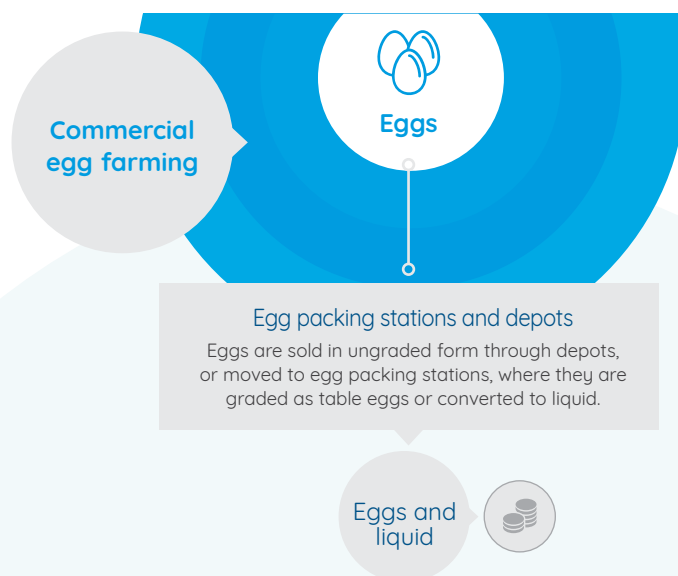 Commercial
egg farming
Eggs
Egg packing stations and depots
Eggs are sold in ungraded form through depots,
or moved to egg packing stations, where they are
graded as table eggs or converted to liquid.
Eggs and
liquid